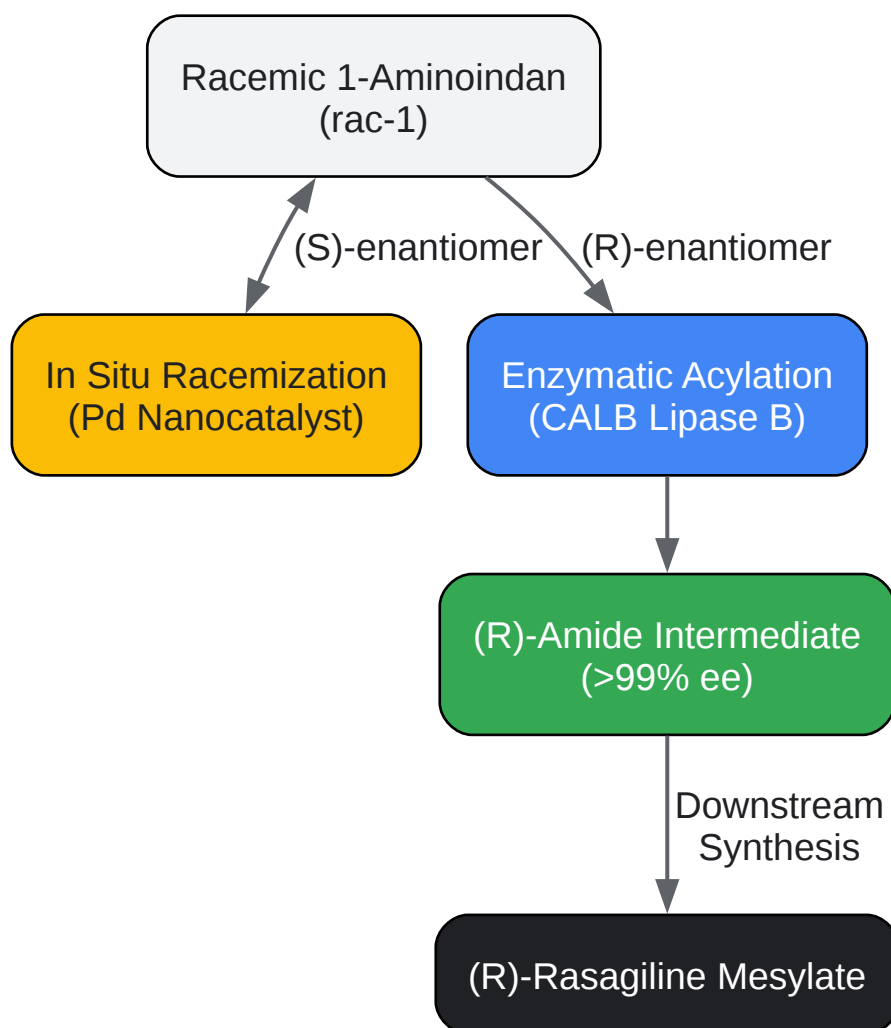 Racemic 1-Aminoindan
(rac-1)
(S)-enantiomer
(R)-enantiomer
In Situ Racemization
(Pd Nanocatalyst)
Enzymatic Acylation
(CALB Lipase B)
(R)-Amide Intermediate
(>99% ee)
Downstream
Synthesis
(R)-Rasagiline Mesylate